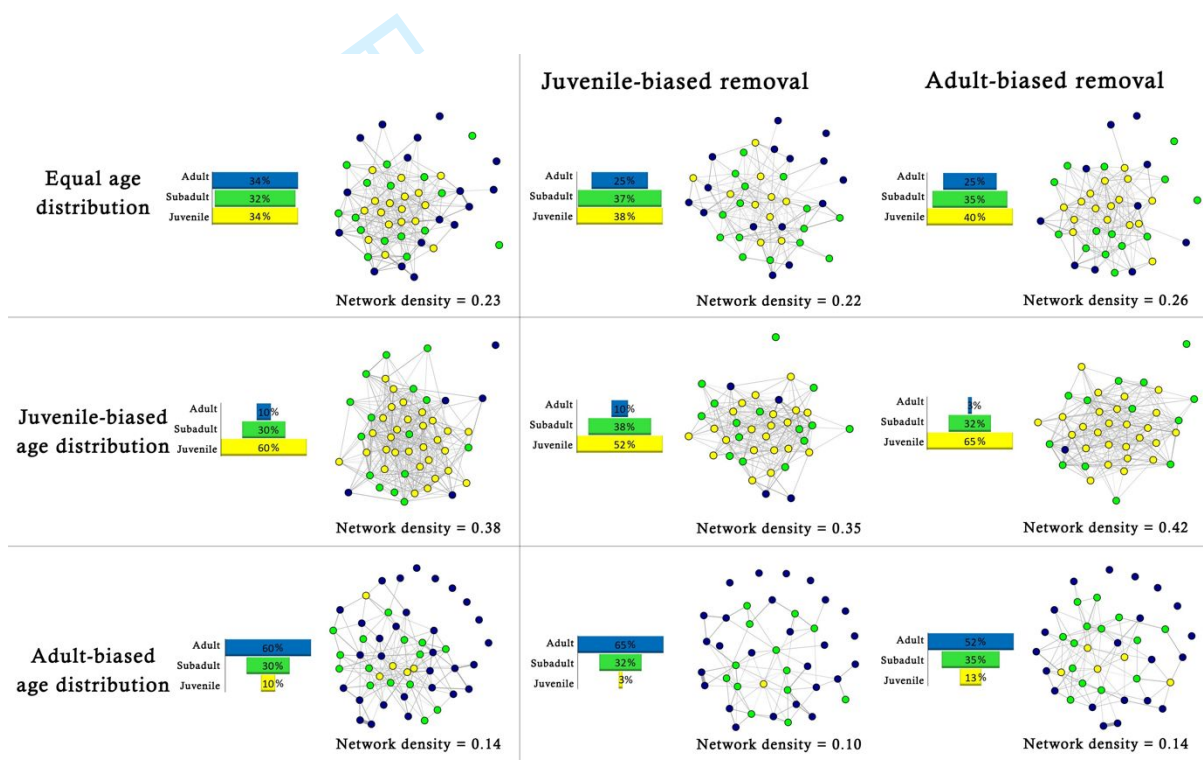 Juvenile-biased removal
Adult-biased removal
Equal age
distribution
Adult
34%
Subadult
32%
Juvenile
34%
Network density = 0.23
Adult
25%
Subadult
37%
Juvenile
38%
Network density = 0.22
Adult
25%
Subadult
35%
Juvenile
40%
Network density = 0.26
Juvenile-biased
age distribution
Adult
10%
Subadult
30%
Juvenile
60%
Network density = 0.38
Adult
10%
Subadult
38%
Juvenile
52%
Network density = 0.35
Adult
3%
Subadult
32%
Juvenile
65%
Network density = 0.42
Adult-biased
age distribution
Adult
60%
Subadult
30%
Juvenile
10%
Network density = 0.14
Adult
65%
Subadult
32%
Juvenile
3%
Network density = 0.10
Adult
52%
Subadult
35%
Juvenile
13%
Network density = 0.14